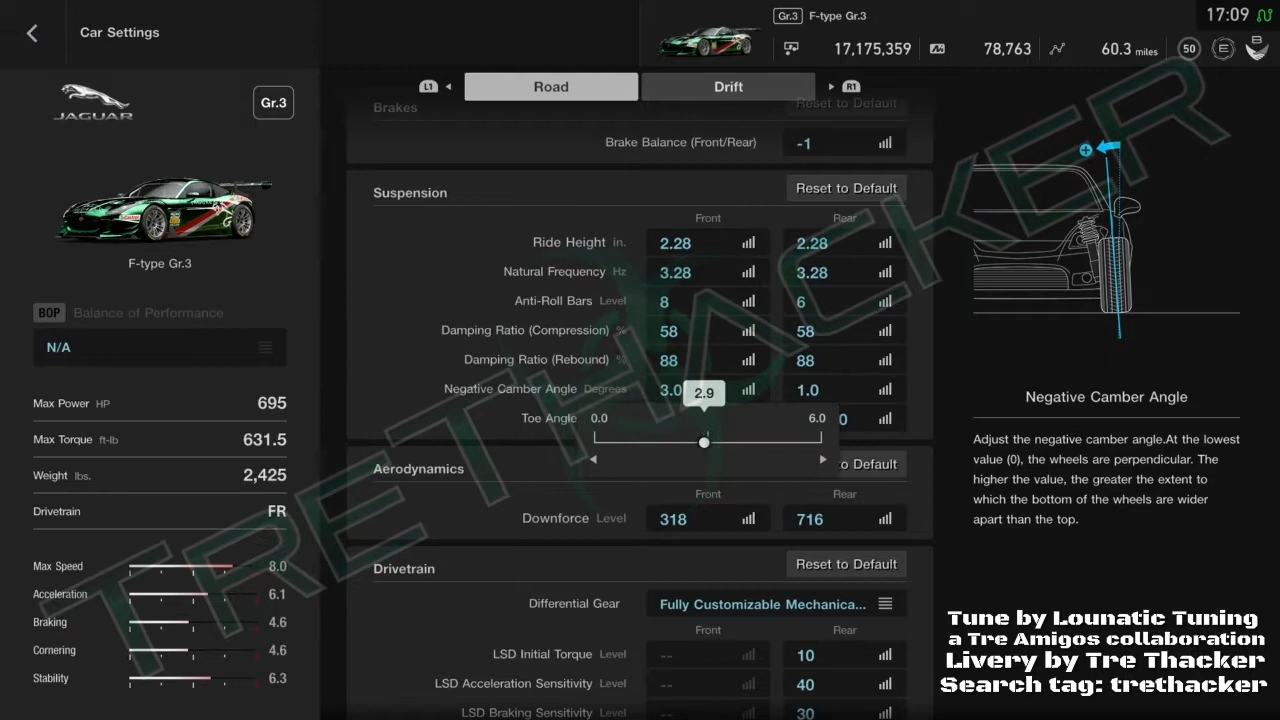 Car Settings
Gr.3 F-type Gr.3
17:09
17,175,359 78,763 60.3 miles 50 E B
L1 Road Drift R1
JAGUAR
Gr.3
F-type Gr.3
BOP Balance of Performance
N/A
Max Power HP 695
Max Torque ft-lb 631.5
Weight lbs. 2,425
Drivetrain FR
Max Speed 8.0
Acceleration 6.1
Braking 4.6
Cornering 4.6
Stability 6.3
Brakes Reset to Default
Brake Balance (Front/Rear) -1
Suspension Reset to Default
Front Rear
Ride Height in. 2.28 2.28
Natural Frequency Hz 3.28 3.28
Anti-Roll Bars Level 8 6
Damping Ratio (Compression) % 58 58
Damping Ratio (Rebound) % 88 88
Negative Camber Angle Degrees 3.0 1.0
2.9
Toe Angle 0.0 6.0 0
Aerodynamics o Default
Front Rear
Downforce Level 318 716
Drivetrain Reset to Default
Differential Gear Fully Customizable Mechanica...
Front Rear
LSD Initial Torque Level -- 10
LSD Acceleration Sensitivity Level -- 40
LSD Braking Sensitivity Level -- 30
Negative Camber Angle
Adjust the negative camber angle.At the lowest
value (0), the wheels are perpendicular. The
higher the value, the greater the extent to
which the bottom of the wheels are wider
apart than the top.
TRETHACKER
Tune by Lounatic Tuning
a Tre Amigos collaboration
Livery by Tre Thacker
Search tag: trethacker